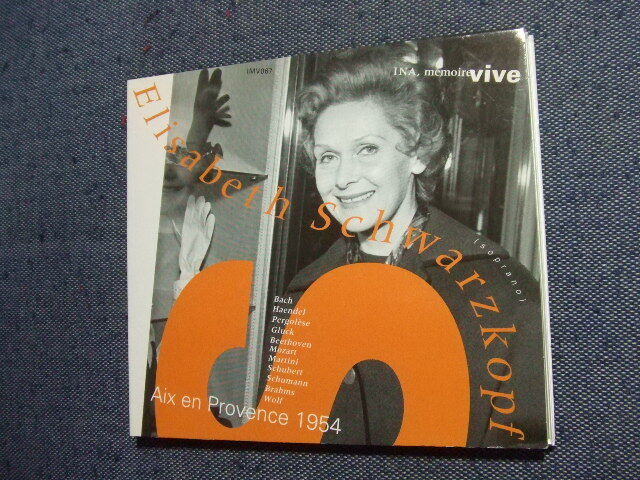 IMV067
INA, mémoire vive
Elisabeth Schwarzkopf
(soprano)
Bach
Haendel
Pergolèse
Gluck
Beethoven
Mozart
Martini
Schubert
Schumann
Brahms
Wolf
Aix en Provence 1954